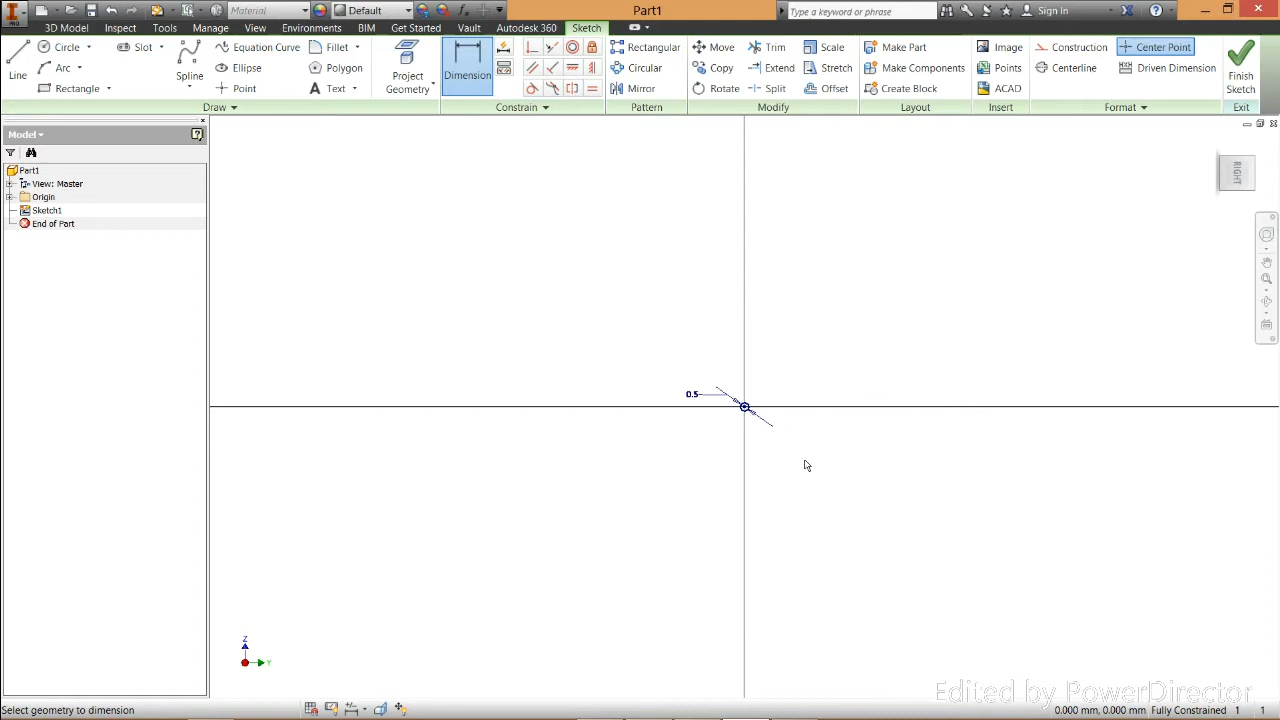 Material
Default
Part1
Type a keyword or phrase
Sign In
PRO
3D Model
Inspect
Tools
Manage
View
Environments
BIM
Get Started
Vault
Autodesk 360
Sketch
Line
Circle
Arc
Rectangle
Slot
Spline
Equation Curve
Ellipse
Point
Fillet
Polygon
Text
Project Geometry
Dimension
Rectangular
Circular
Mirror
Move
Copy
Rotate
Trim
Extend
Split
Scale
Stretch
Offset
Make Part
Make Components
Create Block
Image
Points
ACAD
Construction
Centerline
Center Point
Driven Dimension
Finish Sketch
Draw
Constrain
Pattern
Modify
Layout
Insert
Format
Exit
Model
Part1
View: Master
Origin
Sketch1
End of Part
RIGHT
0.5
Z
Y
Edited by PowerDirector
Select geometry to dimension
0.000 mm, 0.000 mm Fully Constrained 1 1